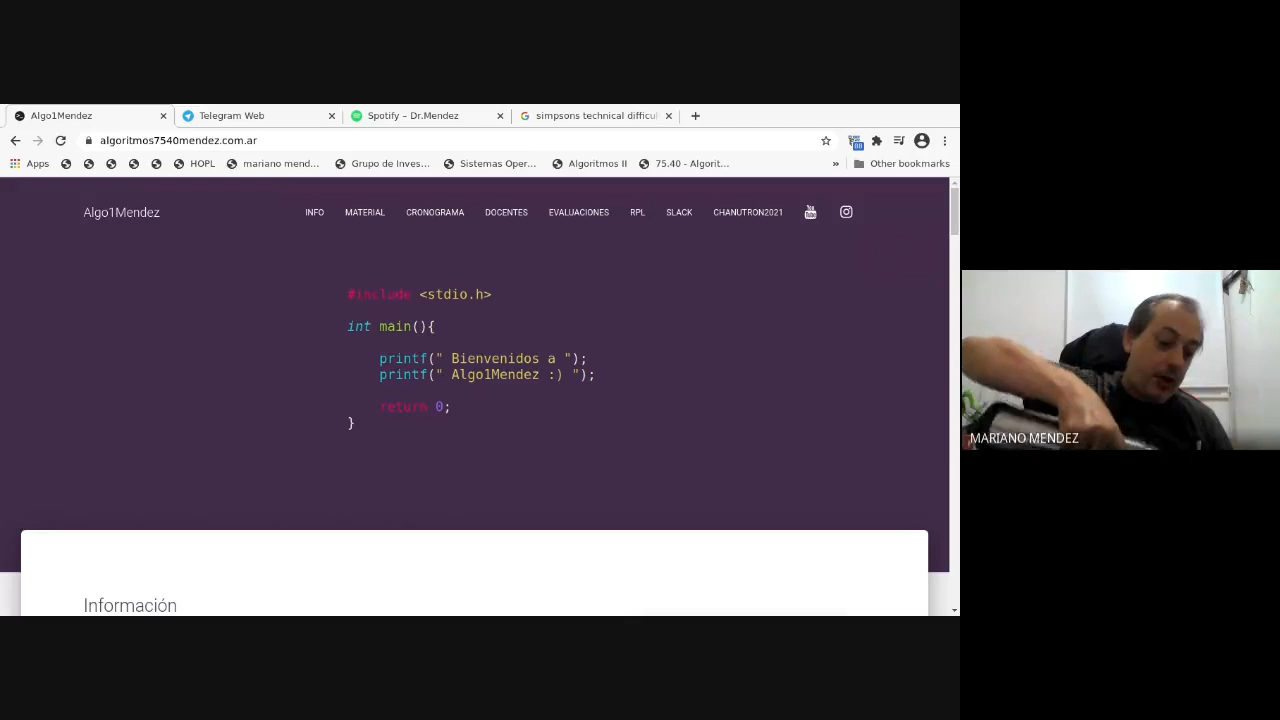 Algo1Mendez
Telegram Web
Spotify – Dr.Mendez
simpsons technical difficul
algoritmos7540mendez.com.ar
88
Apps
HOPL
mariano mend...
Grupo de Inves...
Sistemas Oper...
Algoritmos II
75.40 - Algorit...
»
Other bookmarks
Algo1Mendez
INFO
MATERIAL
CRONOGRAMA
DOCENTES
EVALUACIONES
RPL
SLACK
CHANUTRON2021
#include <stdio.h>
int main(){
printf(" Bienvenidos a ");
printf(" Algo1Mendez :) ");
return 0;
}
Información
MARIANO MENDEZ